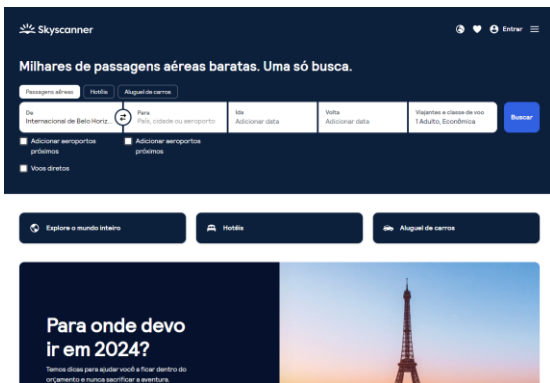 Skyscanner
Entrar
Milhares de passagens aéreas baratas. Uma só busca.
Passagens aéreas
Hotéis
Aluguel de carros
De
Internacional de Belo Horiz...
Para
País, cidade ou aeroporto
Ida
Adicionar data
Volta
Adicionar data
Viajantes e classe de voo
1 Adulto, Econômica
Buscar
Adicionar aeroportos
próximos
Adicionar aeroportos
próximos
Voos diretos
Explore o mundo inteiro
Hotéis
Aluguel de carros
Para onde devo
ir em 2024?
Temos dicas para ajudar você a ficar dentro do
orçamento e nunca sacrificar a aventura.